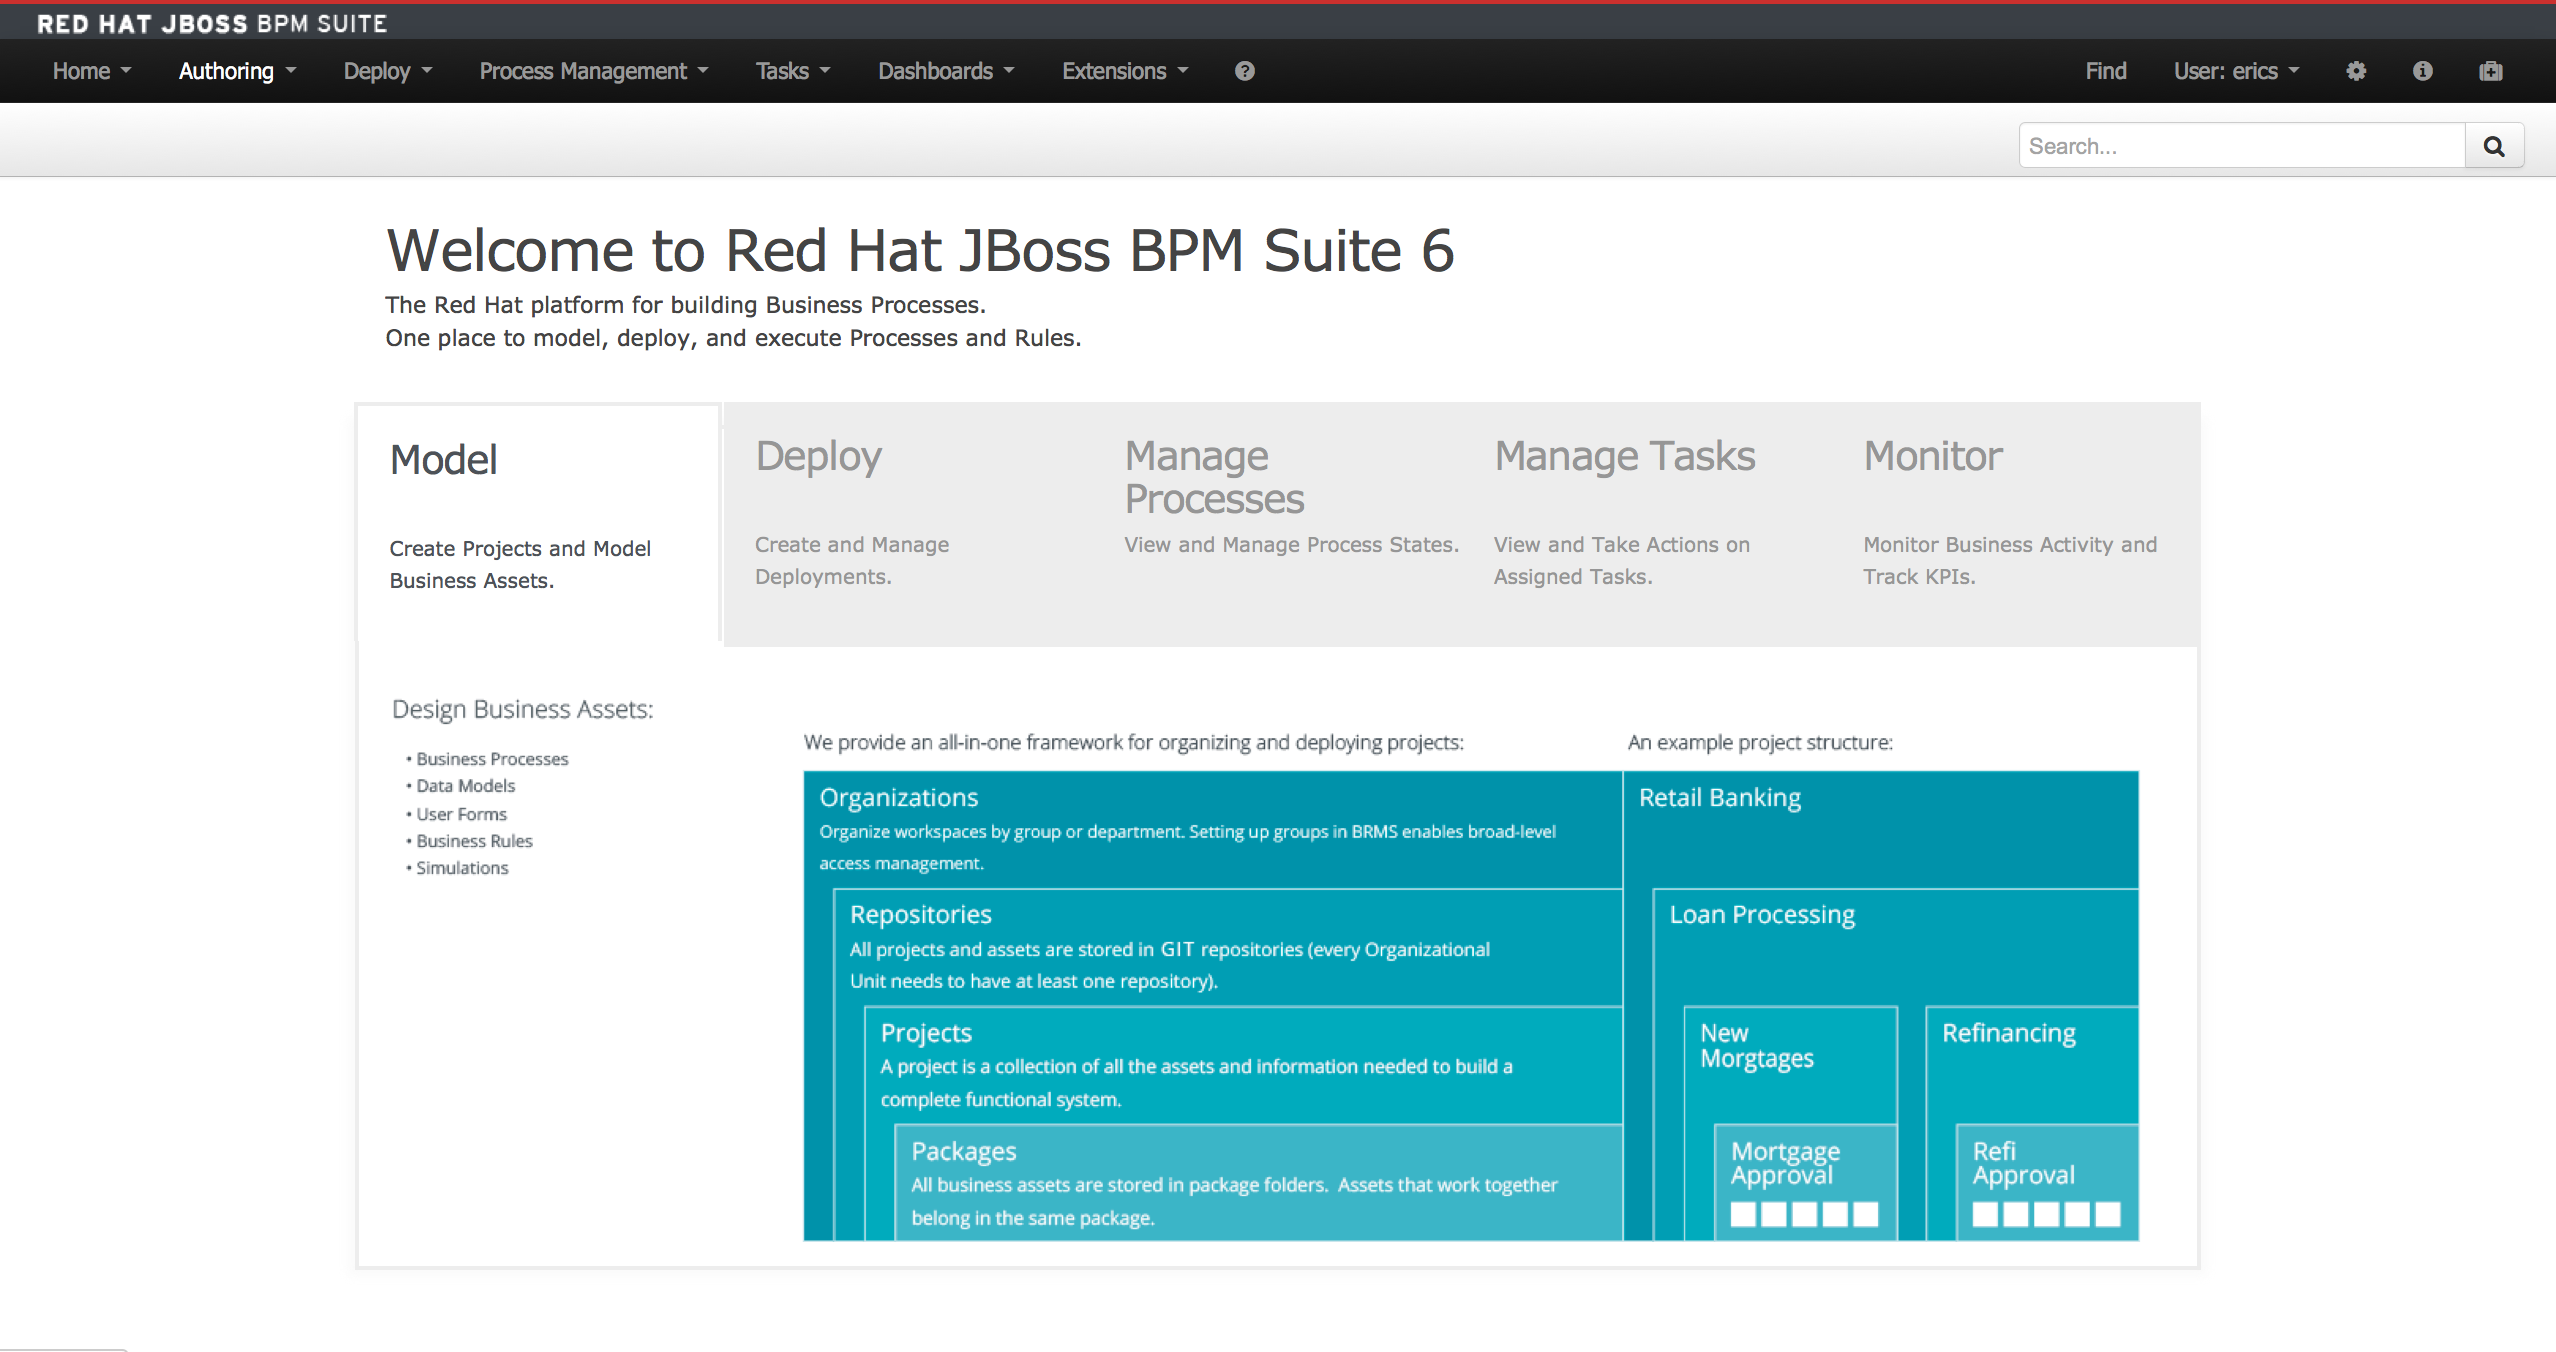 RED HAT JBOSS BPM SUITE
Home Authoring Deploy Process Management Tasks Dashboards Extensions ? Find User: erics
Search...
Welcome to Red Hat JBoss BPM Suite 6
The Red Hat platform for building Business Processes.
One place to model, deploy, and execute Processes and Rules.
Model
Create Projects and Model
Business Assets.
Deploy
Create and Manage
Deployments.
Manage
Processes
View and Manage Process States.
Manage Tasks
View and Take Actions on
Assigned Tasks.
Monitor
Monitor Business Activity and
Track KPIs.
Design Business Assets:
• Business Processes
• Data Models
• User Forms
• Business Rules
• Simulations
We provide an all-in-one framework for organizing and deploying projects:
Organizations
Organize workspaces by group or department. Setting up groups in BRMS enables broad-level
access management.
Repositories
All projects and assets are stored in GIT repositories (every Organizational
Unit needs to have at least one repository).
Projects
A project is a collection of all the assets and information needed to build a
complete functional system.
Packages
All business assets are stored in package folders. Assets that work together
belong in the same package.
An example project structure:
Retail Banking
Loan Processing
New
Morgtages
Mortgage
Approval
Refinancing
Refi
Approval